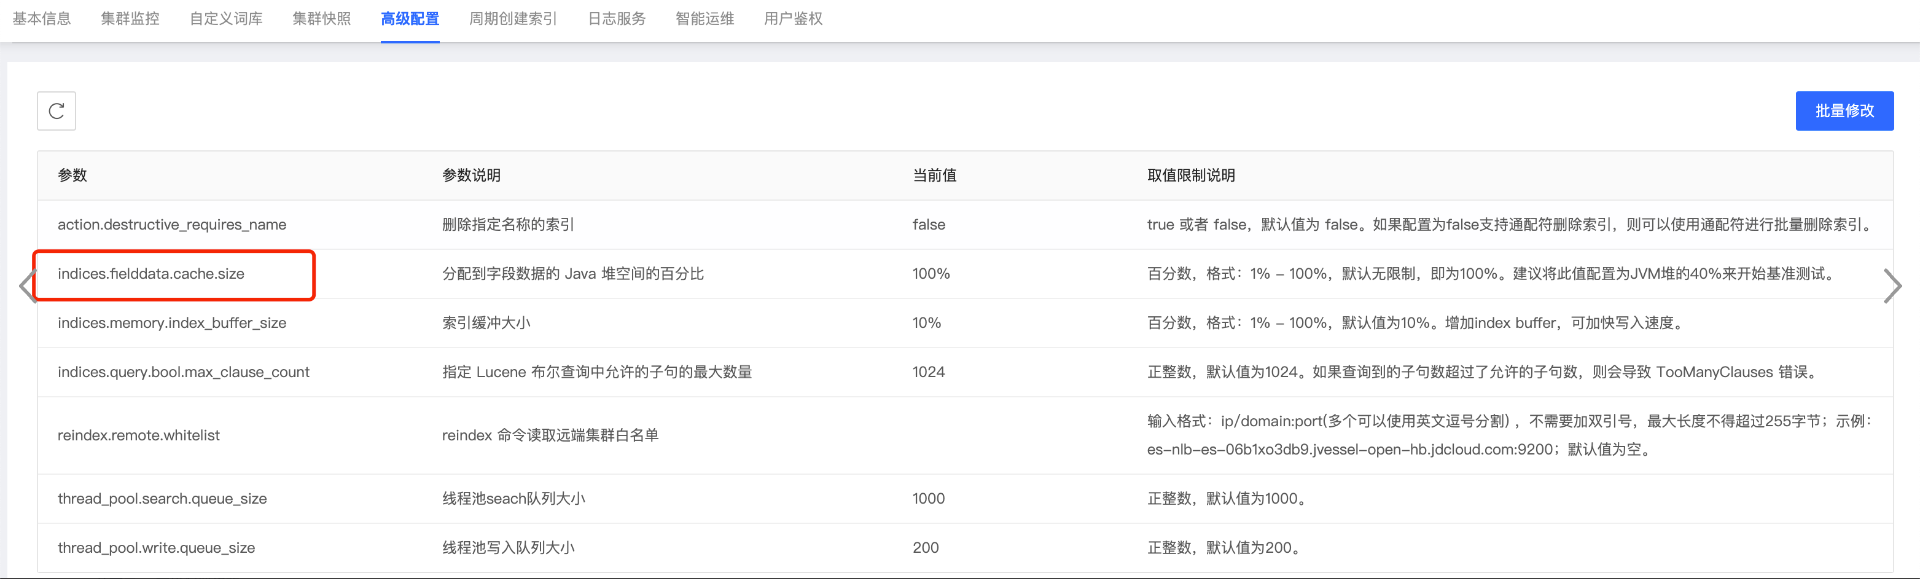 基本信息 集群监控 自定义词库 集群快照 高级配置 周期创建索引 日志服务 智能运维 用户鉴权
批量修改
参数 参数说明 当前值 取值限制说明
action.destructive_requires_name 删除指定名称的索引 false true 或者 false，默认值为 false。如果配置为false支持通配符删除索引，则可以使用通配符进行批量删除索引。
indices.fielddata.cache.size 分配到字段数据的 Java 堆空间的百分比 100% 百分数，格式：1% - 100%，默认无限制，即为100%。建议将此值配置为JVM堆的40%来开始基准测试。
indices.memory.index_buffer_size 索引缓冲大小 10% 百分数，格式：1% - 100%，默认值为10%。增加index buffer，可加快写入速度。
indices.query.bool.max_clause_count 指定 Lucene 布尔查询中允许的子句的最大数量 1024 正整数，默认值为1024。如果查询到的子句数超过了允许的子句数，则会导致 TooManyClauses 错误。
reindex.remote.whitelist reindex 命令读取远端集群白名单 输入格式：ip/domain:port(多个可以使用英文逗号分割) ，不需要加双引号，最大长度不得超过255字节；示例：
es-nlb-es-06b1xo3db9.jvessel-open-hb.jdcloud.com:9200；默认值为空。
thread_pool.search.queue_size 线程池seach队列大小 1000 正整数，默认值为1000。
thread_pool.write.queue_size 线程池写入队列大小 200 正整数，默认值为200。